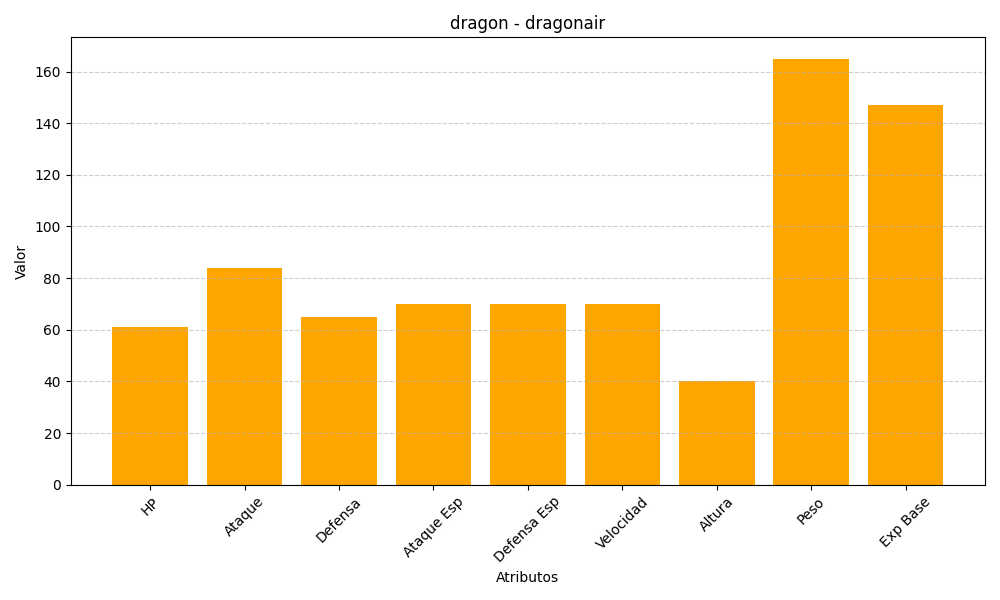 dragon - dragonair
Valor
160
140
120
100
80
60
40
20
0
HP
Ataque
Defensa
Ataque Esp
Defensa Esp
Velocidad
Altura
Peso
Exp Base
Atributos